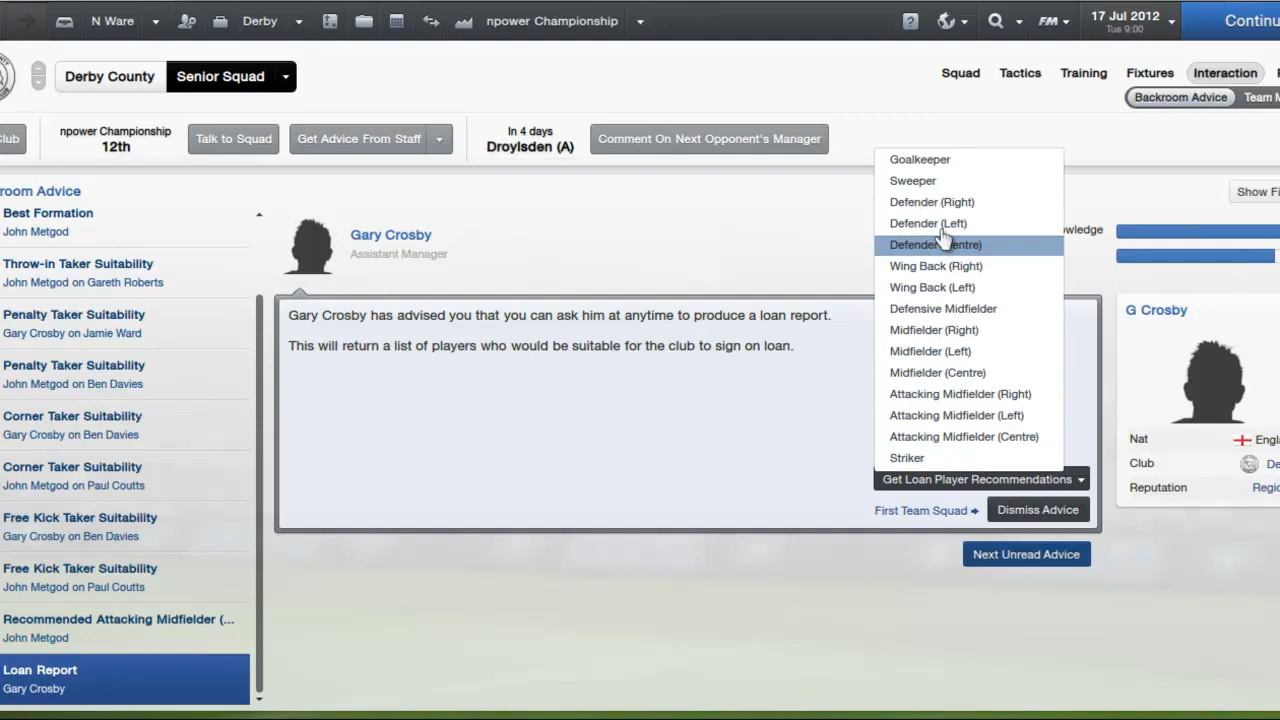 N Ware
Derby
npower Championship
FM
17 Jul 2012
Tue 9:00
Continu
Derby County
Senior Squad
Squad
Tactics
Training
Fixtures
Interaction
Backroom Advice
Team M
Club
npower Championship
12th
Talk to Squad
Get Advice From Staff
In 4 days
Droylsden (A)
Comment On Next Opponent's Manager
room Advice
Best Formation
John Metgod
Throw-in Taker Suitability
John Metgod on Gareth Roberts
Penalty Taker Suitability
Gary Crosby on Jamie Ward
Penalty Taker Suitability
John Metgod on Ben Davies
Corner Taker Suitability
Gary Crosby on Ben Davies
Corner Taker Suitability
John Metgod on Paul Coutts
Free Kick Taker Suitability
Gary Crosby on Ben Davies
Free Kick Taker Suitability
John Metgod on Paul Coutts
Recommended Attacking Midfielder (...
John Metgod
Loan Report
Gary Crosby
Gary Crosby
Assistant Manager
Gary Crosby has advised you that you can ask him at anytime to produce a loan report.
This will return a list of players who would be suitable for the club to sign on loan.
Goalkeeper
Sweeper
Defender (Right)
Defender (Left)
Defender (Centre)
Wing Back (Right)
Wing Back (Left)
Defensive Midfielder
Midfielder (Right)
Midfielder (Left)
Midfielder (Centre)
Attacking Midfielder (Right)
Attacking Midfielder (Left)
Attacking Midfielder (Centre)
Striker
Get Loan Player Recommendations
First Team Squad
Dismiss Advice
Next Unread Advice
Show Fi
wledge
G Crosby
Nat
Engla
Club
De
Reputation
Regio